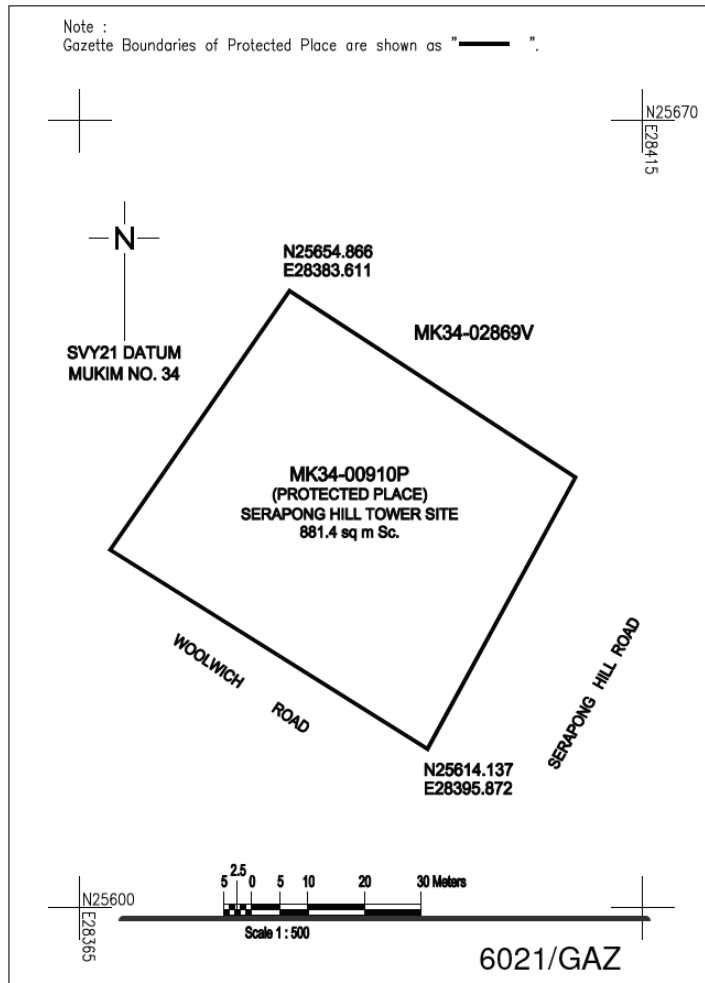 Note :
Gazette Boundaries of Protected Place are shown as " ".
N25670
E28415
N
SVY21 DATUM
MUKIM NO. 34
N25654.866
E28383.611
MK34-02869V
MK34-00910P
(PROTECTED PLACE)
SERAPONG HILL TOWER SITE
881.4 sq m Sc.
WOOLWICH ROAD
SERAPONG HILL ROAD
N25614.137
E28395.872
N25600
E28365
5 2.5 0 5 10 20 30 Meters
Scale 1 : 500
6021/GAZ